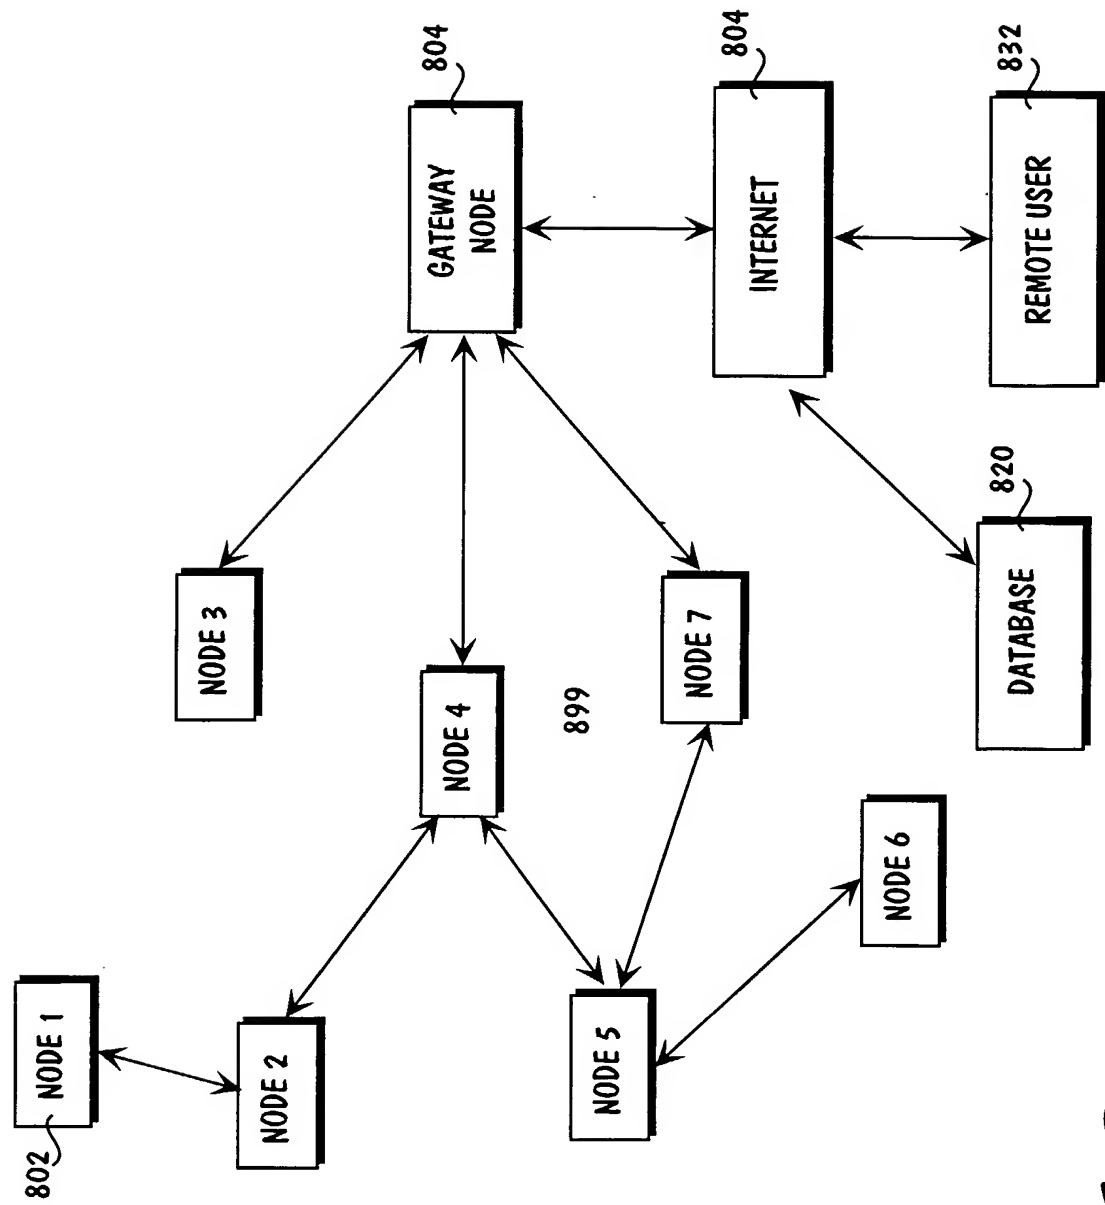 802
NODE 1
NODE 3
NODE 2
804
GATEWAY
NODE
NODE 4
899
NODE 5
NODE 7
INTERNET
804
NODE 6
820
832
DATABASE
REMOTE USER